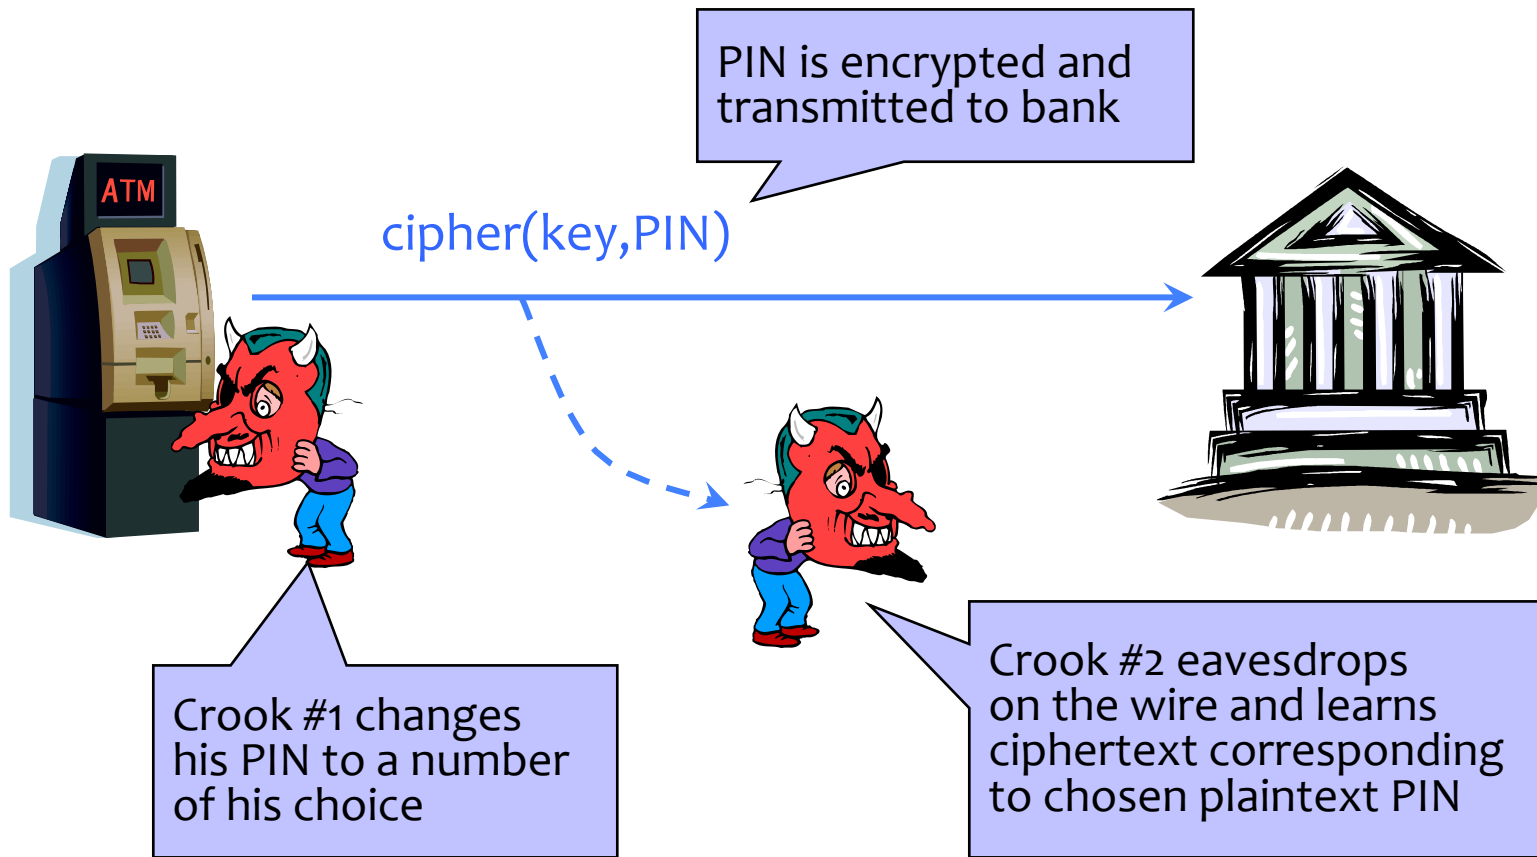 PIN is encrypted and
transmitted to bank
ATM
cipher(key,PIN)
Crook #1 changes
his PIN to a number
of his choice
Crook #2 eavesdrops
on the wire and learns
ciphertext corresponding
to chosen plaintext PIN